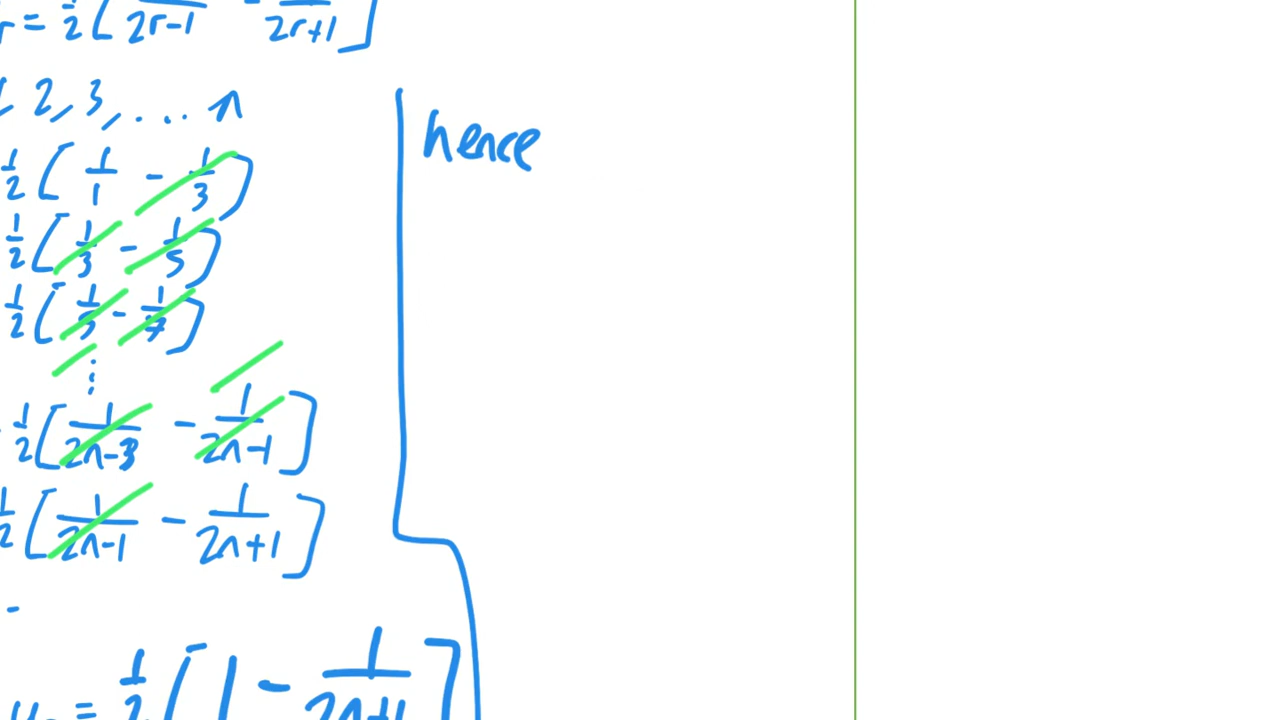 r = 1/2 [ 1/(2r-1) - 1/(2r+1) ]
2, 3, . . . . n
hence
1/2 [ 1/1 - 1/3 ]
1/2 [ 1/3 - 1/5 ]
1/2 [ 1/5 - 1/7 ]
⋮
1/2 [ 1/(2n-3) - 1/(2n-1) ]
1/2 [ 1/(2n-1) - 1/(2n+1) ]
= 1/2 [ 1 - 1/(2n+1) ]